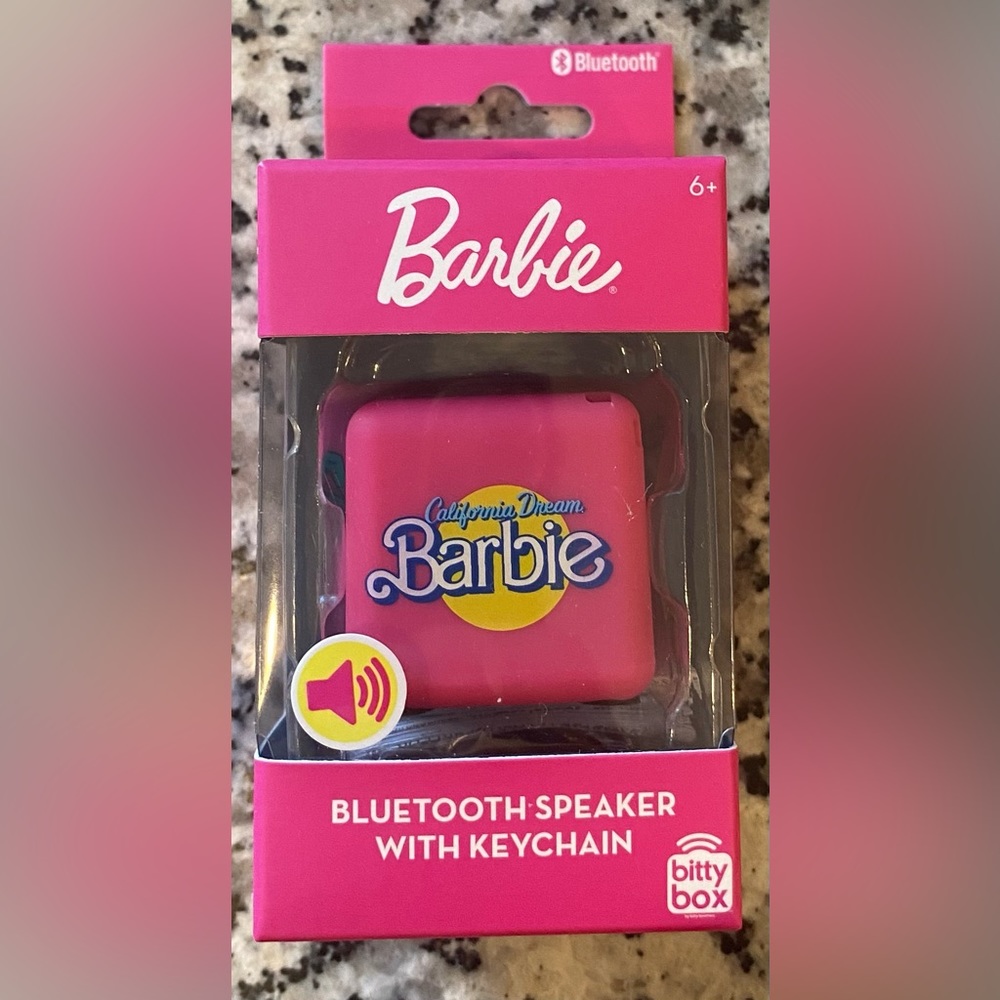 Bluetooth®
6+
Barbie®
California Dream
Barbie
BLUETOOTH SPEAKER
WITH KEYCHAIN
bitty
box